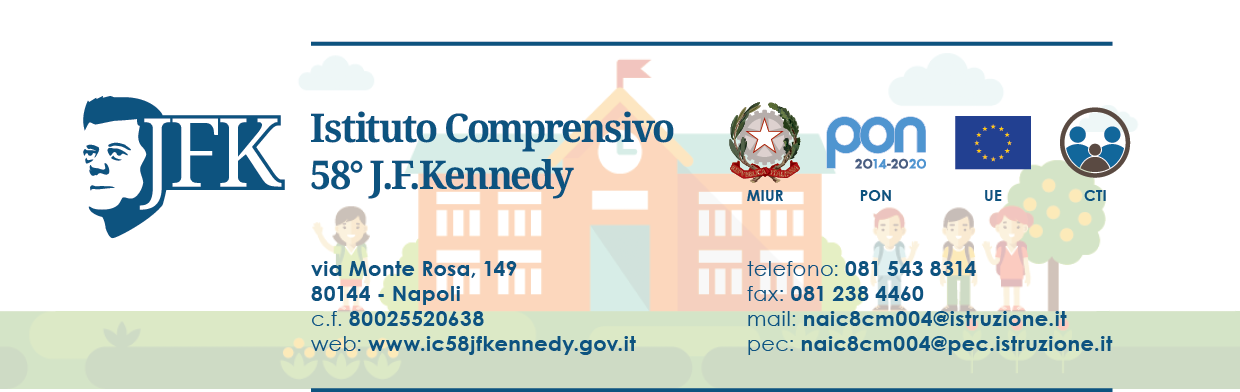 JFK
Istituto Comprensivo
58° J.F.Kennedy
via Monte Rosa, 149
80144 - Napoli
c.f. 80025520638
web: www.ic58jfkennedy.gov.it
REPVBBLICA ITALIANA
MIUR
pon
2014-2020
PON
UE
CTI
telefono: 081 543 8314
fax: 081 238 4460
mail: naic8cm004@istruzione.it
pec: naic8cm004@pec.istruzione.it